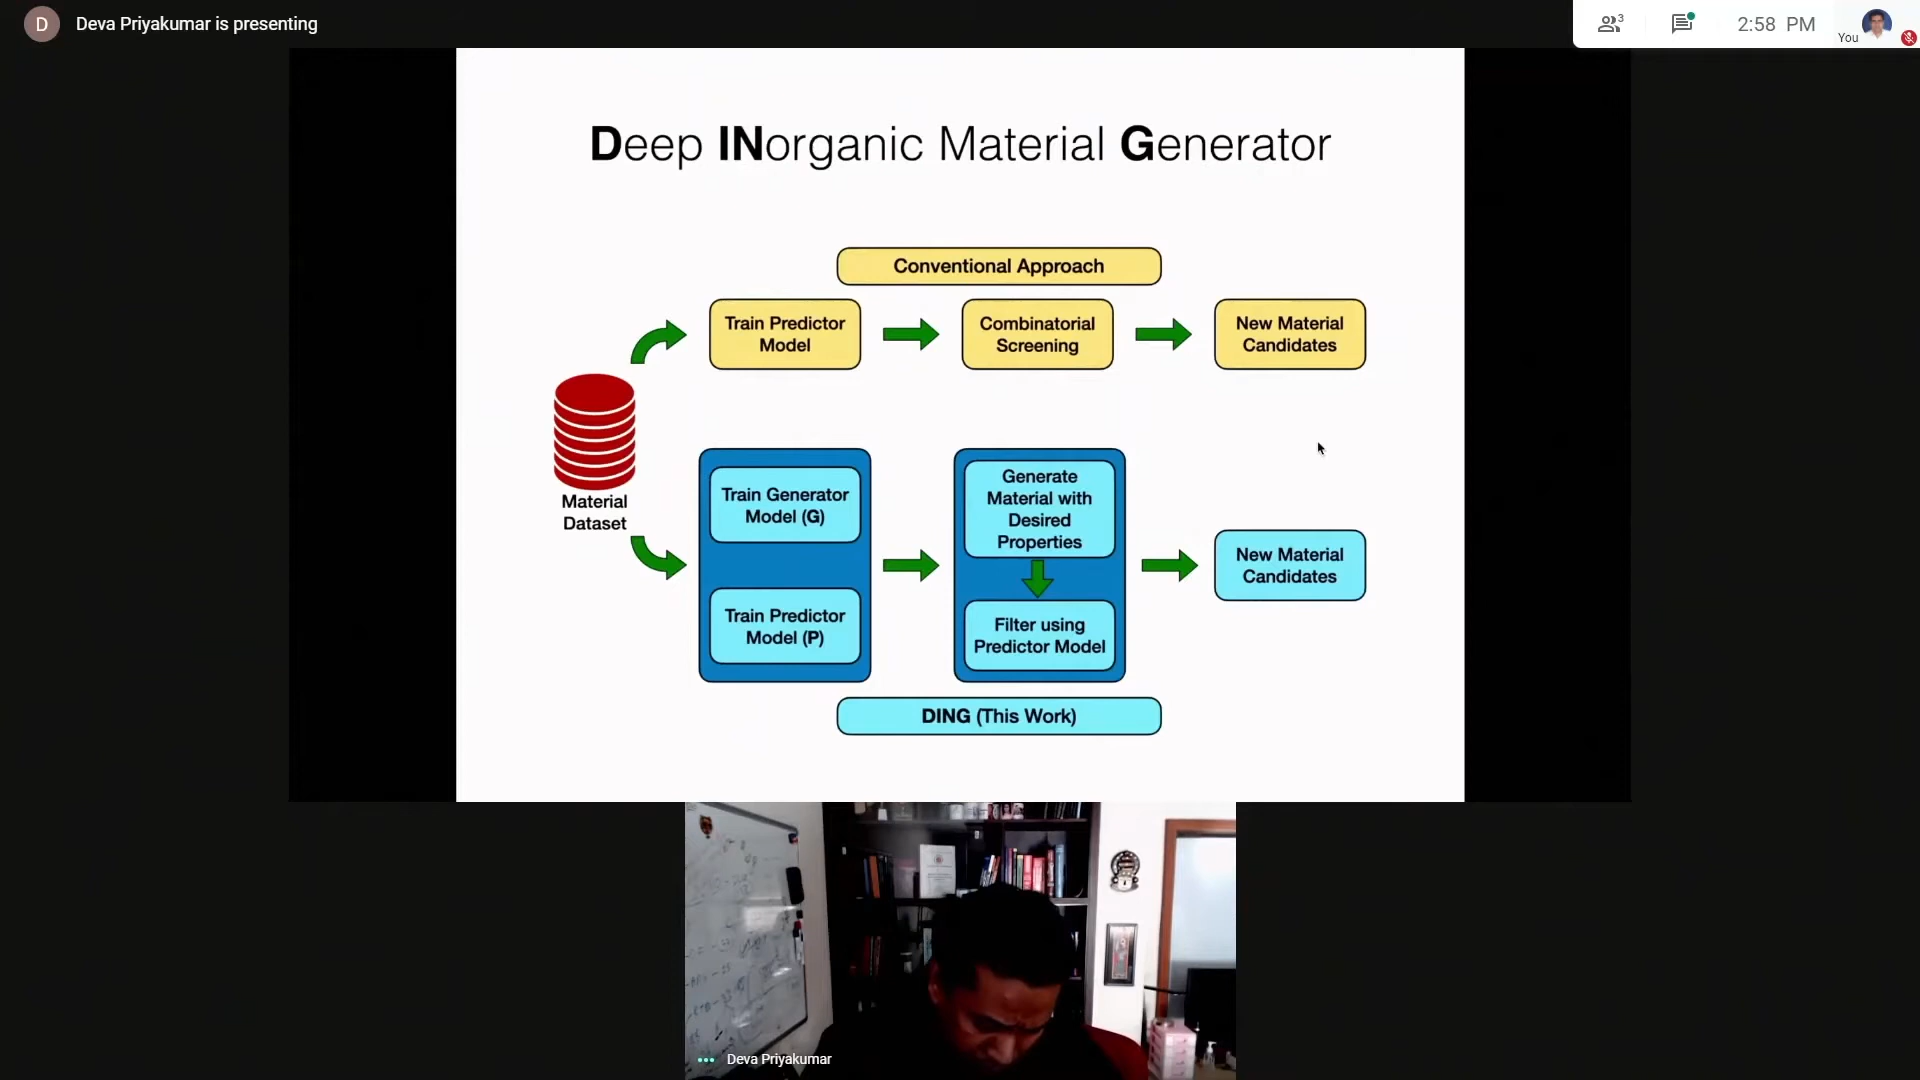 D
Deva Priyakumar is presenting
3
2:58 PM
You
Deep INorganic Material Generator
Conventional Approach
Train Predictor
Model
Combinatorial
Screening
New Material
Candidates
Material
Dataset
Train Generator
Model (G)
Train Predictor
Model (P)
Generate
Material with
Desired
Properties
Filter using
Predictor Model
New Material
Candidates
DING (This Work)
Deva Priyakumar